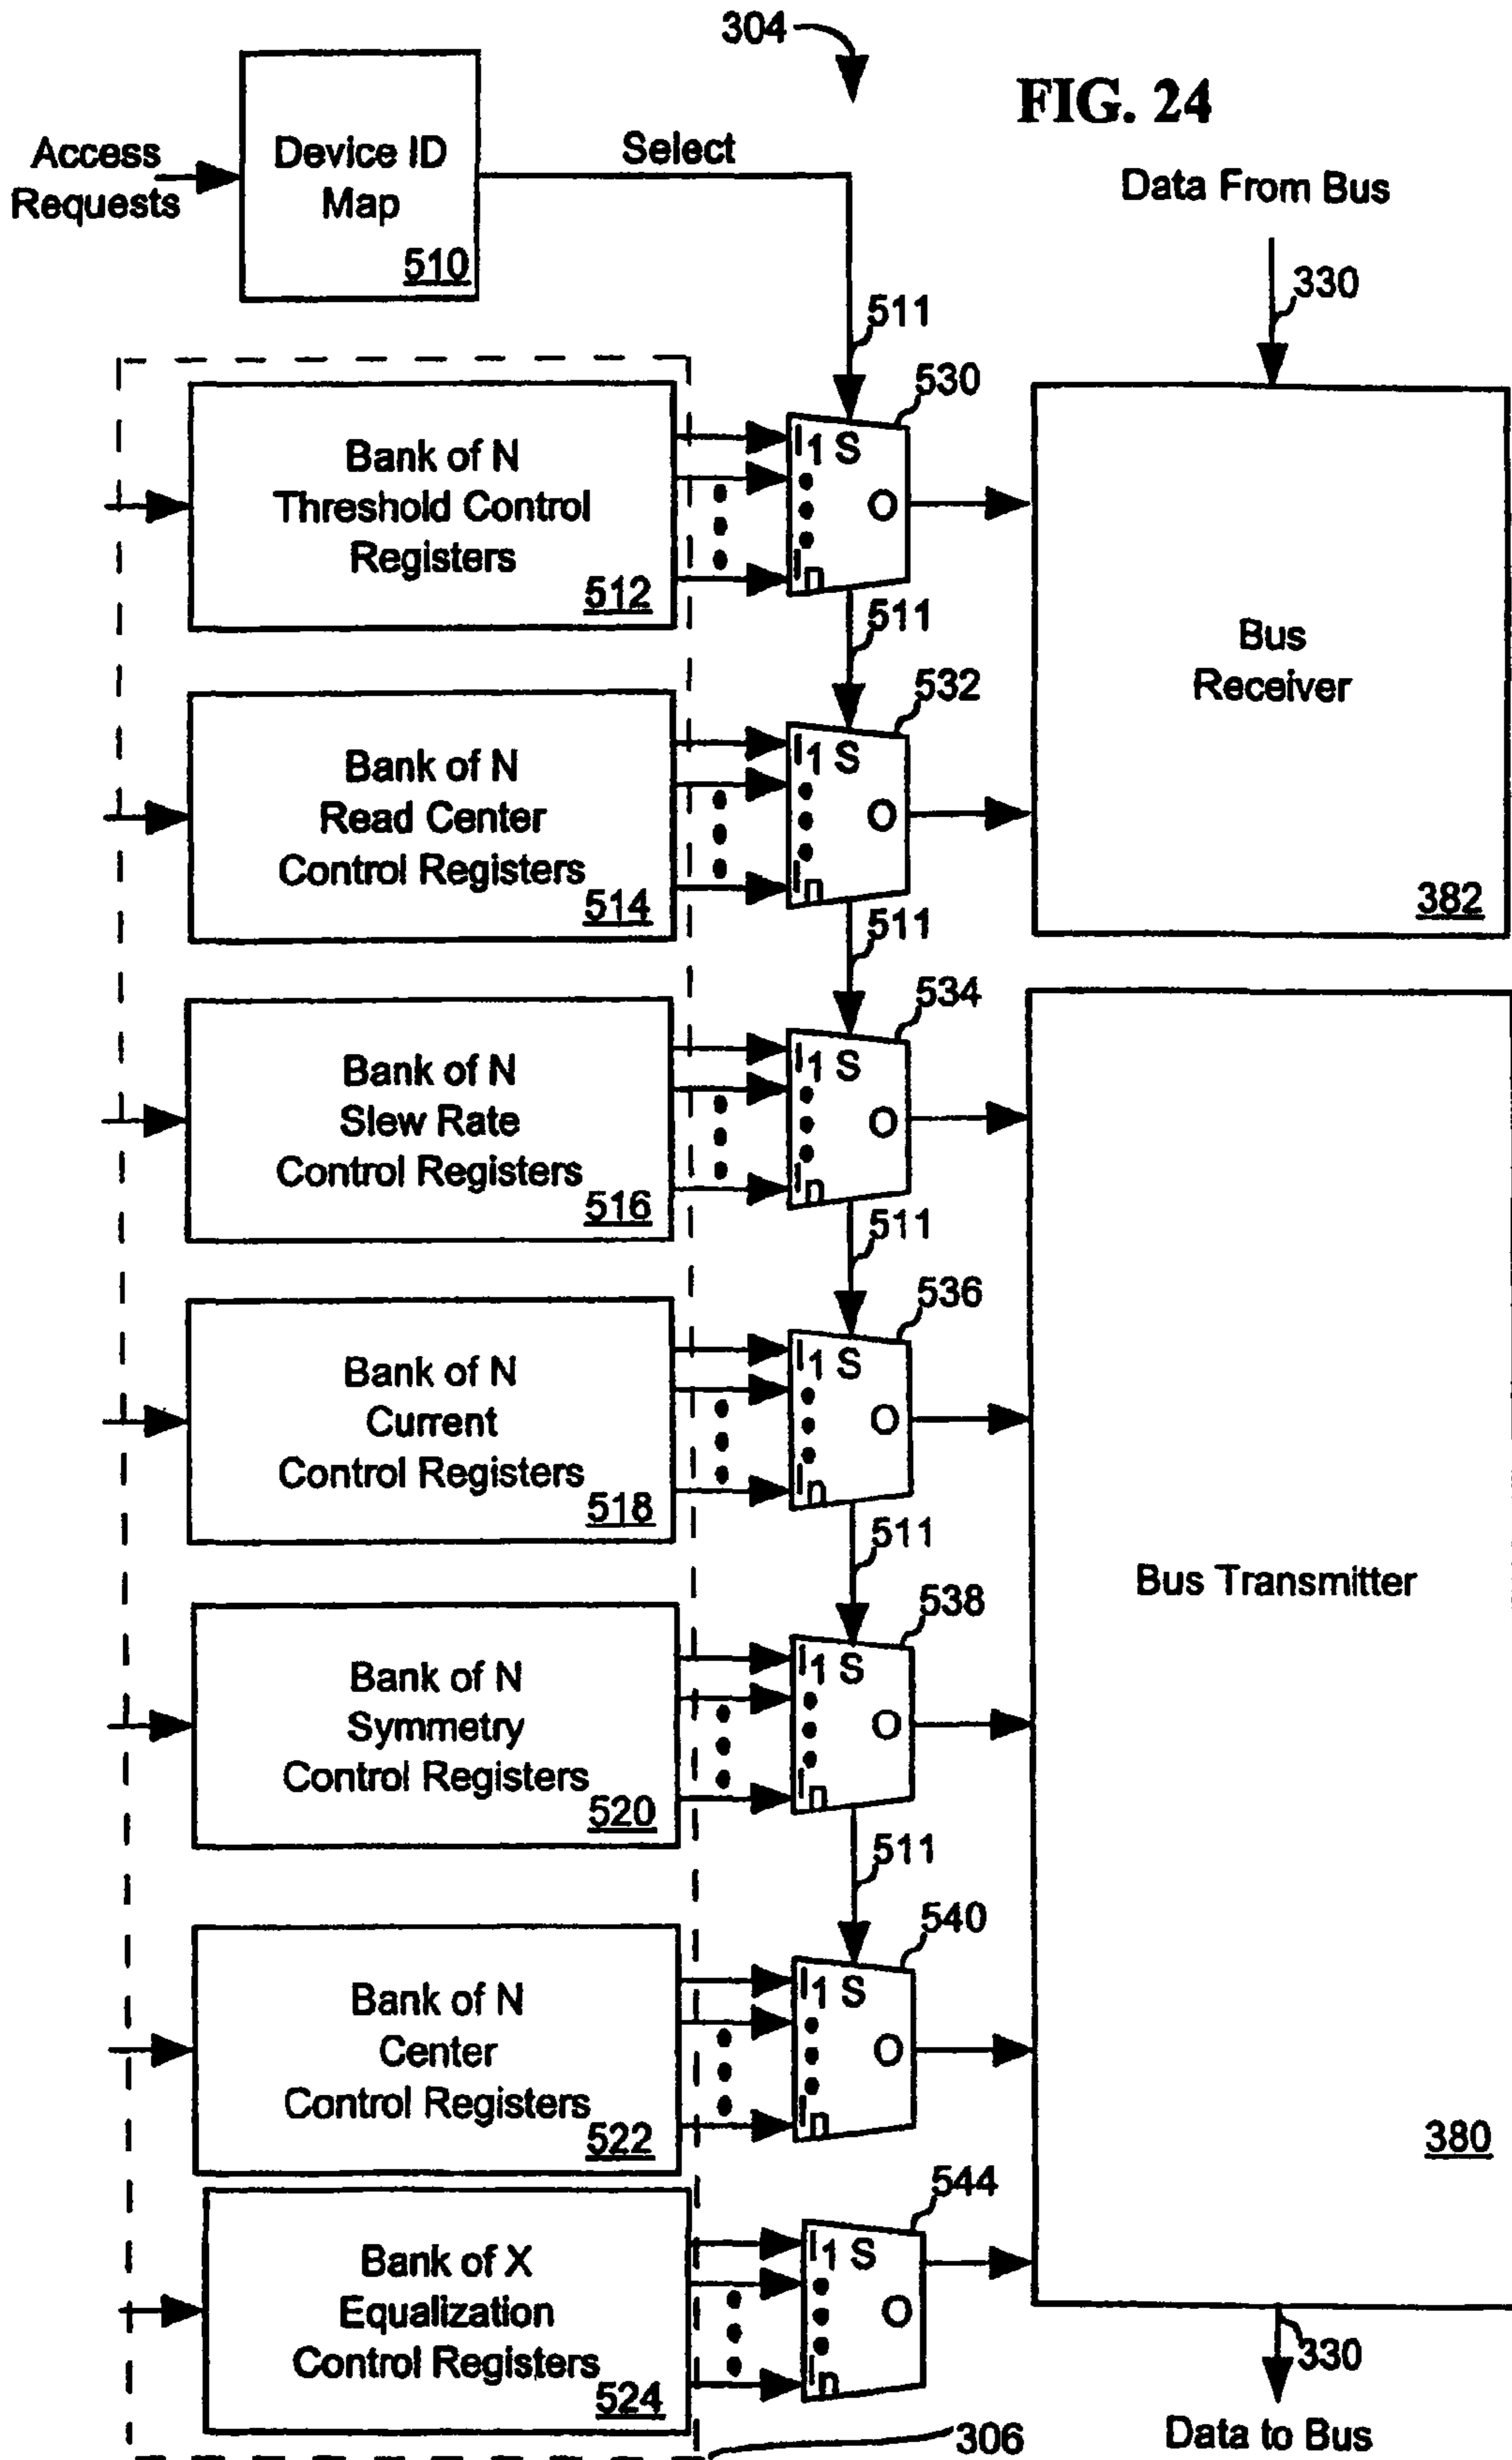 304
FIG. 24
Access
Requests
Device ID
Map
510
Select
Data From Bus
330
511
530
Bank of N
Threshold Control
Registers
512
I1 S
O
In
Bus
Receiver
382
511
532
Bank of N
Read Center
Control Registers
514
I1 S
O
In
511
534
Bank of N
Slew Rate
Control Registers
516
I1 S
O
In
511
536
Bank of N
Current
Control Registers
518
I1 S
O
In
Bus Transmitter
380
511
538
Bank of N
Symmetry
Control Registers
520
I1 S
O
In
511
540
Bank of N
Center
Control Registers
522
I1 S
O
In
544
Bank of X
Equalization
Control Registers
524
I1 S
O
In
330
Data to Bus
306